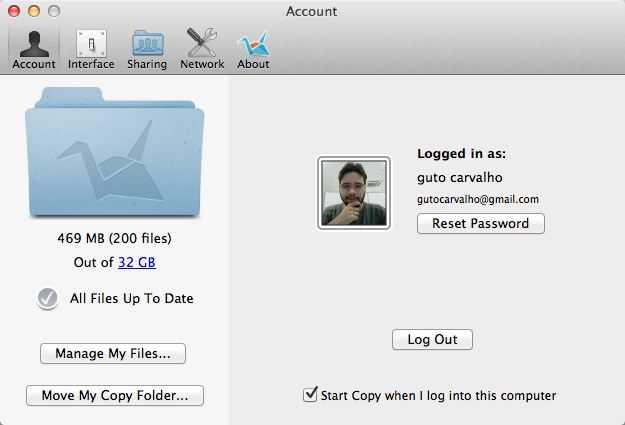 Account
Account Interface Sharing Network About
469 MB (200 files)
Out of 32 GB
All Files Up To Date
Manage My Files...
Move My Copy Folder...
Logged in as:
guto carvalho
gutocarvalho@gmail.com
Reset Password
Log Out
Start Copy when I log into this computer